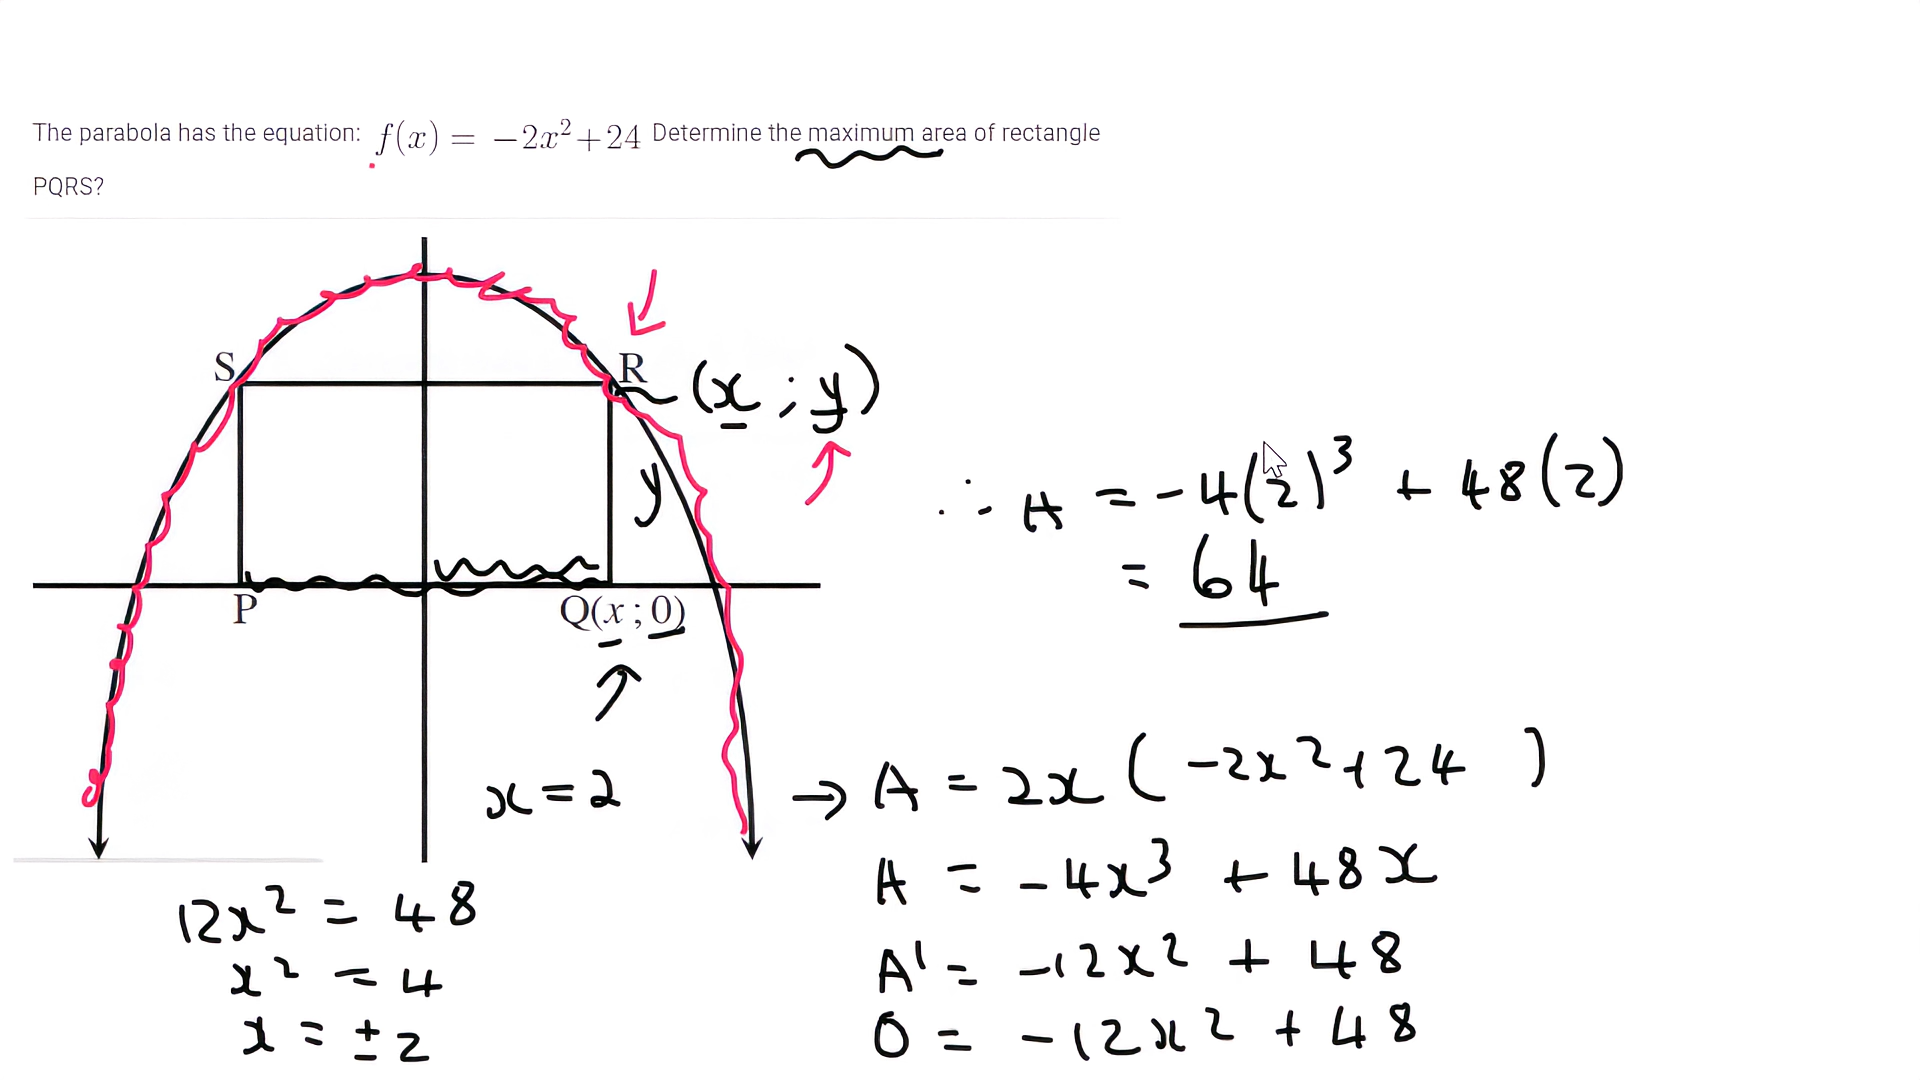 The parabola has the equation: f(x) = −2x²+24 Determine the maximum area of rectangle
PQRS?
S
R
(x ; y)
y
P
Q(x ; 0)
∴ A = -4(2)³ + 48(2)
= 64
x = 2
→ A = 2x ( -2x²+24 )
A = -4x³ + 48x
A' = -12x² + 48
0 = -12x² + 48
12x² = 48
x² = 4
x = ±2